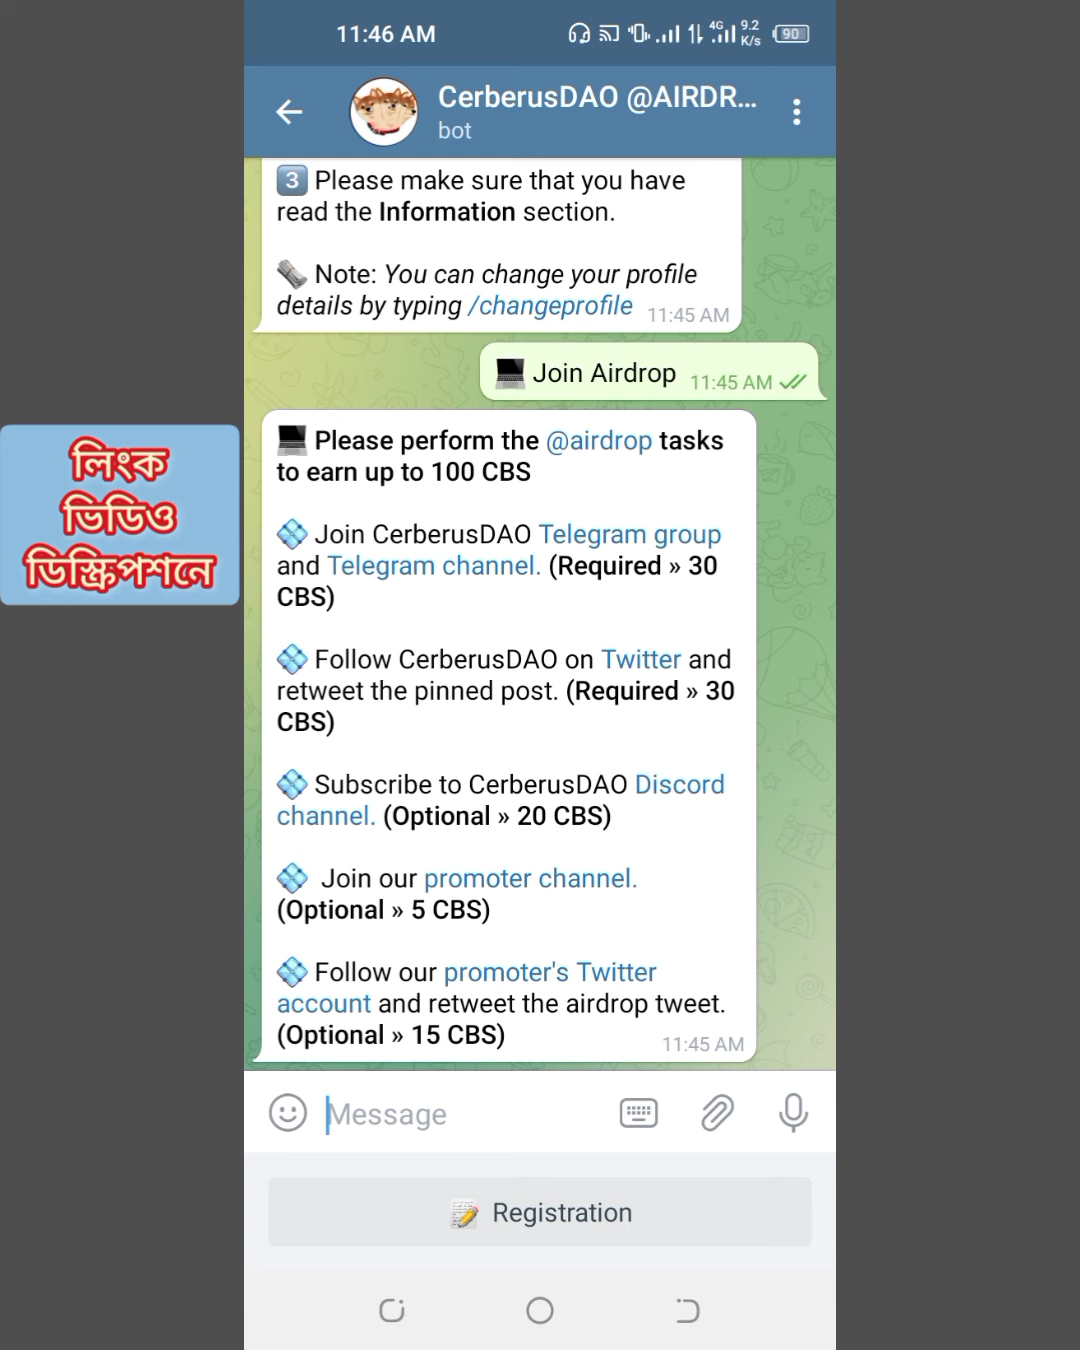 11:46 AM
4G 9.2 K/s 90
CerberusDAO @AIRDR...
bot
3 Please make sure that you have
read the Information section.
Note: You can change your profile
details by typing /changeprofile 11:45 AM
Join Airdrop 11:45 AM
Please perform the @airdrop tasks
to earn up to 100 CBS
Join CerberusDAO Telegram group
and Telegram channel. (Required » 30
CBS)
Follow CerberusDAO on Twitter and
retweet the pinned post. (Required » 30
CBS)
Subscribe to CerberusDAO Discord
channel. (Optional » 20 CBS)
Join our promoter channel.
(Optional » 5 CBS)
Follow our promoter's Twitter
account and retweet the airdrop tweet.
(Optional » 15 CBS) 11:45 AM
Message
Registration
লিংক
ভিডিও
ডিস্ক্রিপশনে